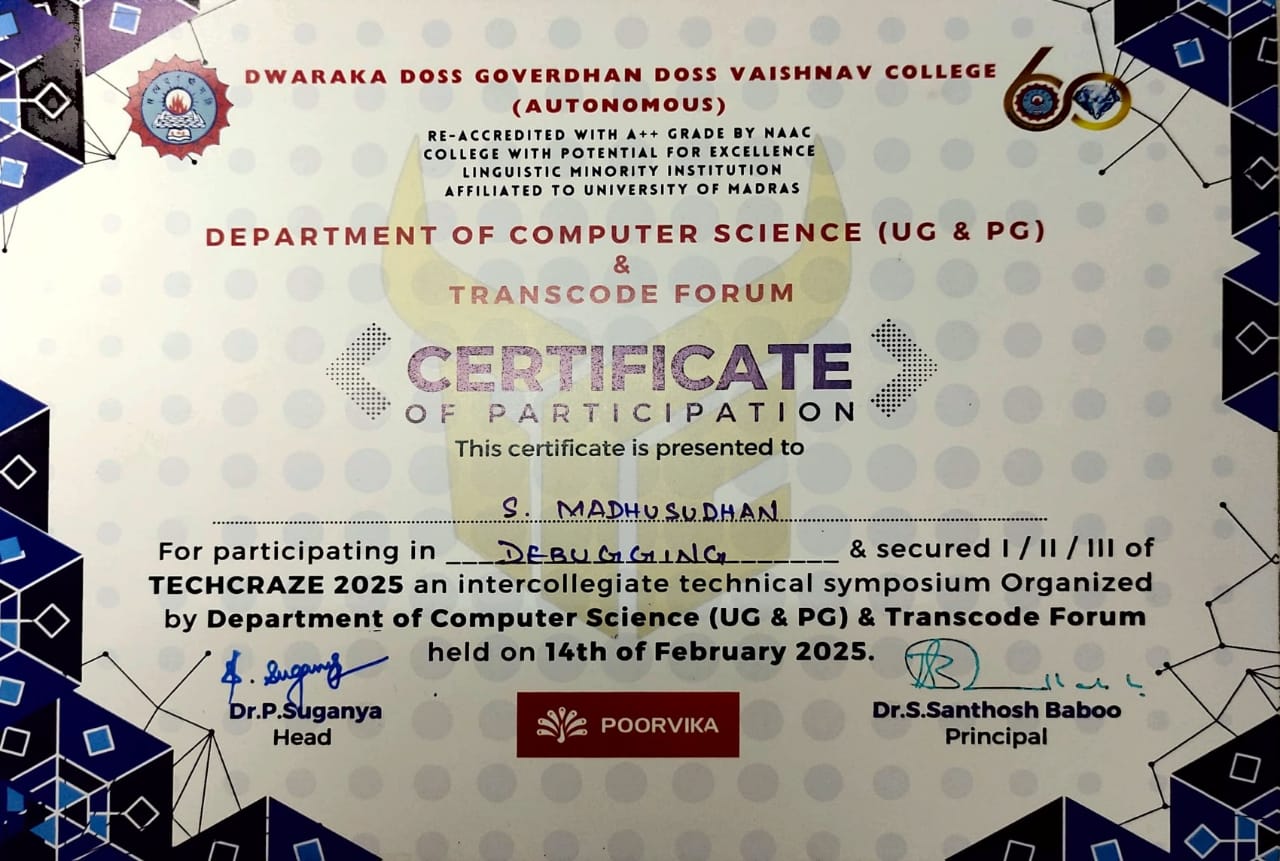 DWARAKA DOSS GOVERDHAN DOSS VAISHNAV COLLEGE
(AUTONOMOUS)
60
RE-ACCREDITED WITH A++ GRADE BY NAAC
COLLEGE WITH POTENTIAL FOR EXCELLENCE
LINGUISTIC MINORITY INSTITUTION
AFFILIATED TO UNIVERSITY OF MADRAS
DEPARTMENT OF COMPUTER SCIENCE (UG & PG)
&
TRANSCODE FORUM
CERTIFICATE
OF PARTICIPATION
This certificate is presented to
S. MADHUSUDHAN
For participating in DEBUGGING & secured I / II / III of
TECHCRAZE 2025 an intercollegiate technical symposium Organized
by Department of Computer Science (UG & PG) & Transcode Forum
held on 14th of February 2025.
Dr.P.Suganya
Head
POORVIKA
Dr.S.Santhosh Baboo
Principal